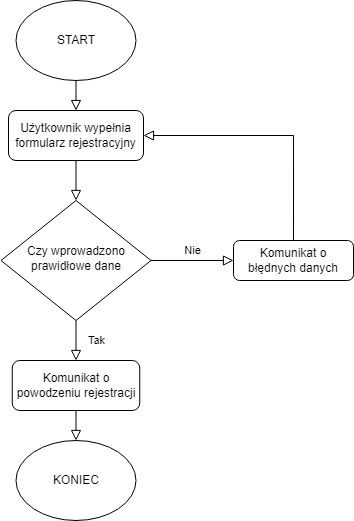 START
Użytkownik wypełnia
formularz rejestracyjny
Czy wprowadzono
prawidłowe dane
Nie
Komunikat o
błędnych danych
Tak
Komunikat o
powodzeniu rejestracji
KONIEC